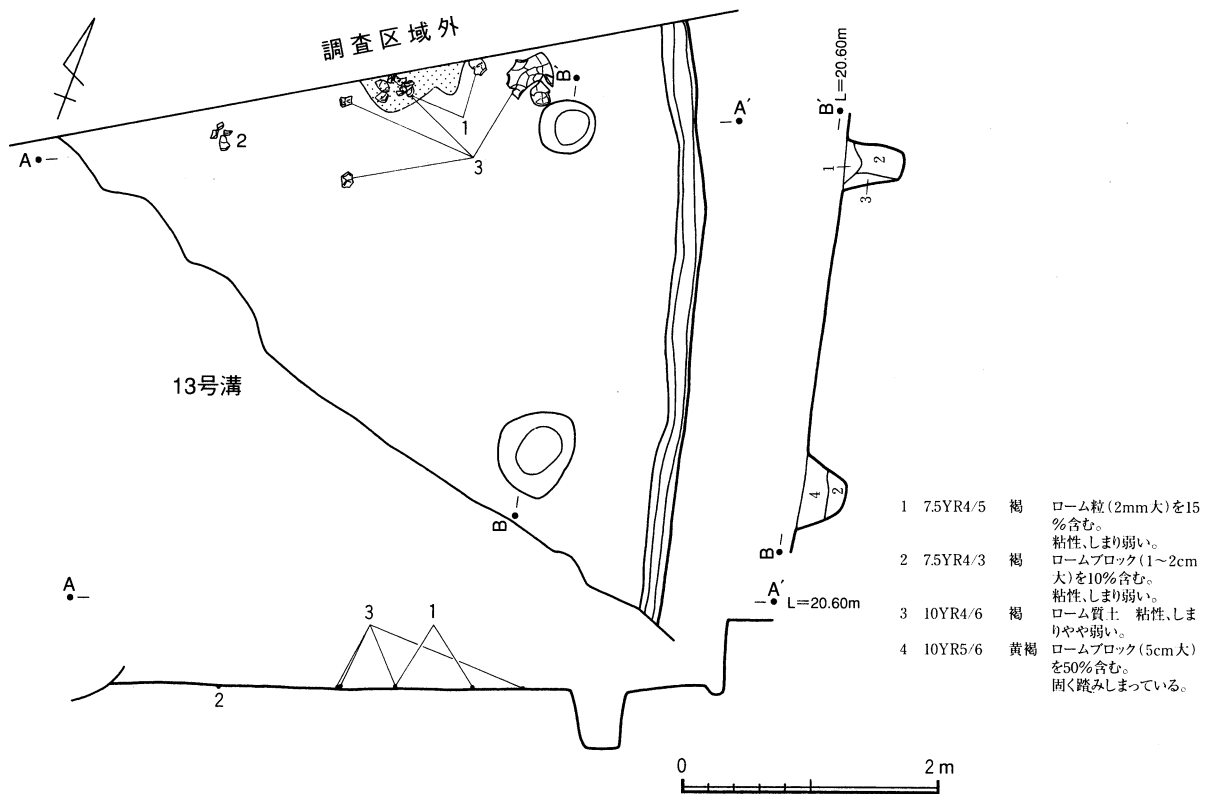 調査区域外
B′
A′
B′
L=20.60m
A
2
1
3
1
2
3
13号溝
B
4
2
B
A′
L=20.60m
A
3
1
2
1 7.5YR4/5 褐 ローム粒(2mm大)を15
%含む。
粘性、しまり弱い。
2 7.5YR4/3 褐 ロームブロック(1~2cm
大)を10%含む。
粘性、しまり弱い。
3 10YR4/6 褐 ローム質土 粘性、しま
りやや弱い。
4 10YR5/6 黄褐 ロームブロック(5cm大)
を50%含む。
固く踏みしまっている。
0
2m